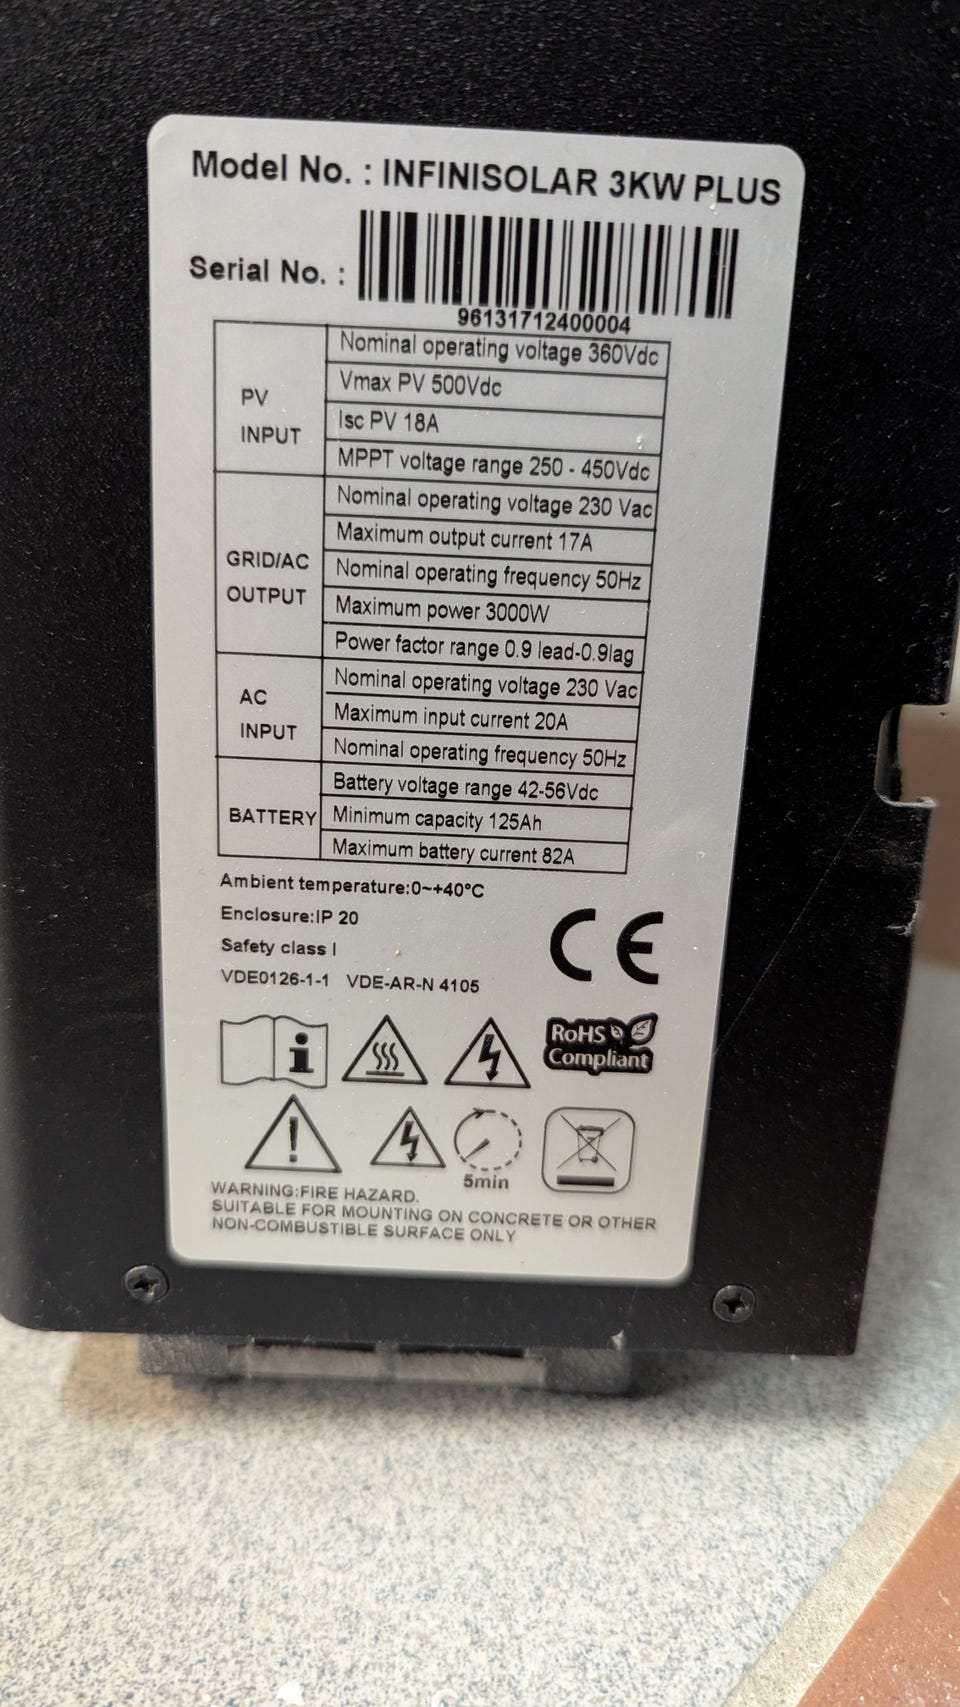 Model No. : INFINISOLAR 3KW PLUS
Serial No. :
96131712400004
PV INPUT
Nominal operating voltage 360Vdc
Vmax PV 500Vdc
Isc PV 18A
MPPT voltage range 250 - 450Vdc
GRID/AC OUTPUT
Nominal operating voltage 230 Vac
Maximum output current 17A
Nominal operating frequency 50Hz
Maximum power 3000W
Power factor range 0.9 lead-0.9lag
AC INPUT
Nominal operating voltage 230 Vac
Maximum input current 20A
Nominal operating frequency 50Hz
BATTERY
Battery voltage range 42-56Vdc
Minimum capacity 125Ah
Maximum battery current 82A
Ambient temperature:0~+40°C
Enclosure:IP 20
Safety class I
VDE0126-1-1 VDE-AR-N 4105
CE
i
RoHS
Compliant
5min
WARNING:FIRE HAZARD.
SUITABLE FOR MOUNTING ON CONCRETE OR OTHER
NON-COMBUSTIBLE SURFACE ONLY